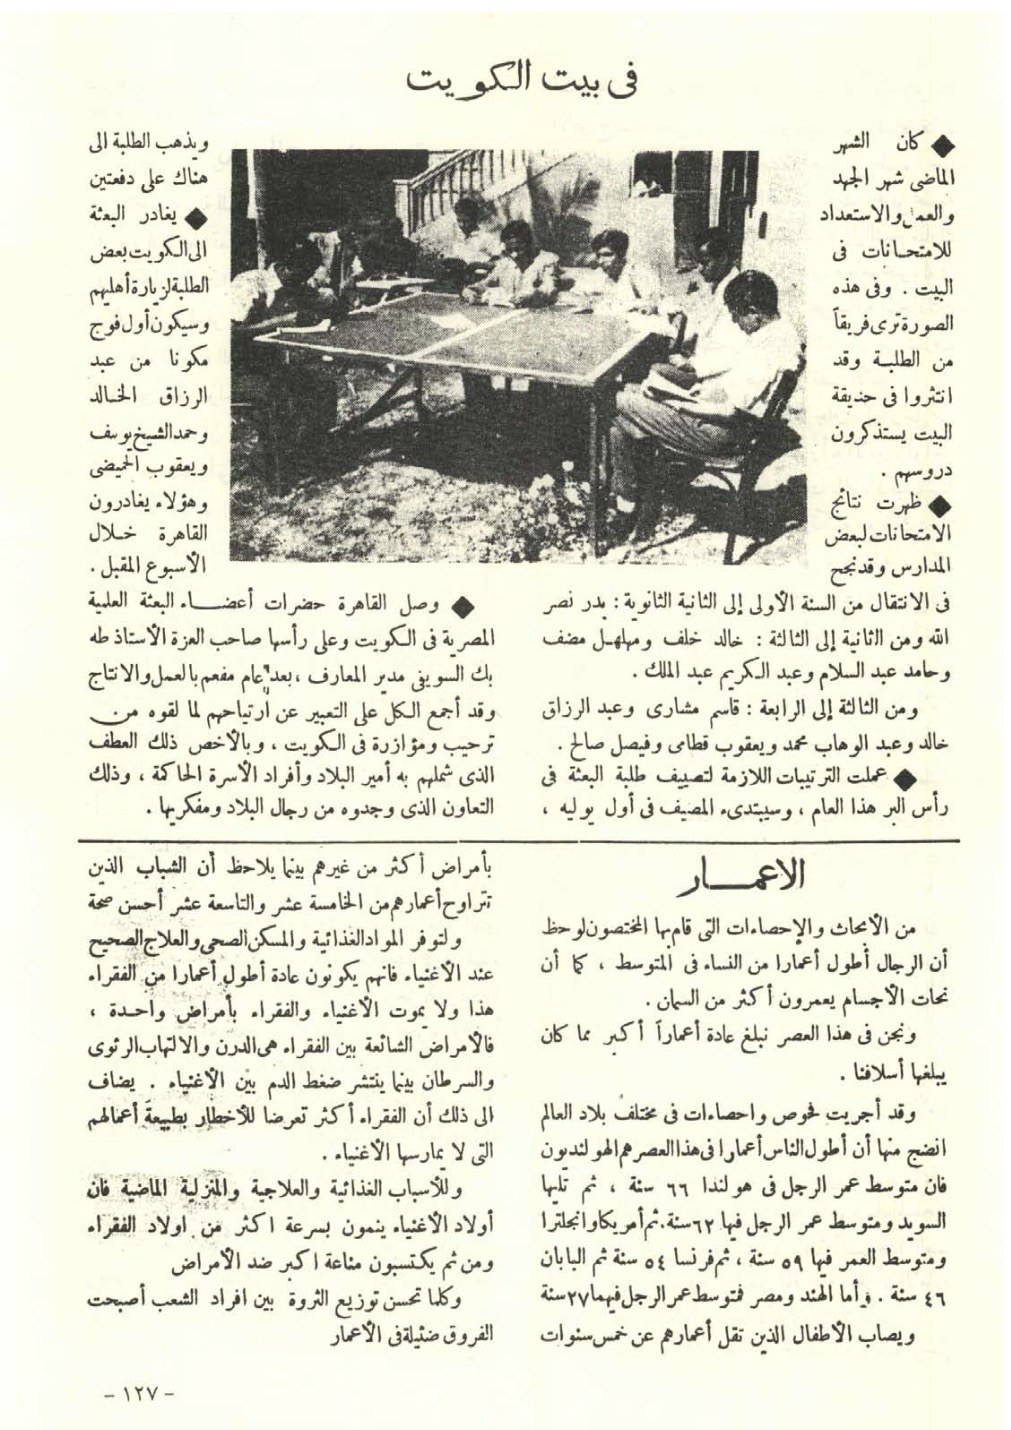 فى بيت الكويت
◆ كان الشهر
الماضى شهر الجهد
والعمل والاستعداد
للامتحانات فى
البيت . وفى هذه
الصورة ترى فريقاً
من الطلبة وقد
انتثروا فى حديقة
البيت يستذكرون
دروسهم .
◆ ظهرت نتائج
الامتحانات لبعض
المدارس وقد نجح
فى الانتقال من السنة الأولى إلى الثانية الثانوية : بدر نصر
الله ومن الثانية إلى الثالثة : خالد خلف ومهلهل مضف
وحامد عبد السلام وعبد الكريم عبد الملك .
ومن الثالثة إلى الرابعة : قاسم مشارى وعبد الرزاق
خالد وعبد الوهاب محمد ويعقوب قطامى وفيصل صالح .
◆ عملت الترتيبات اللازمة لتصييف طلبة البعثة فى
رأس البر هذا العام ، وسيبتدىء المصيف فى أول يوليه ،
ويذهب الطلبة الى
هناك على دفعتين
◆ يغادر البعثة
الى الكويت بعض
الطلبة لزيارة أهليهم
وسيكون أول فوج
مكونا من عبد
الرزاق الخالد
وحمد الشيخ يوسف
ويعقوب الحميضى
وهؤلاء يغادرون
القاهرة خلال
الأسبوع المقبل .
◆ وصل القاهرة حضرات أعضاء البعثة العلمية
المصرية فى الكويت وعلى رأسها صاحب العزة الأستاذ طه
بك السويفى مدير المعارف ، بعد عام مفعم بالعمل والانتاج
وقد أجمع الكل على التعبير عن ارتياحهم لما لقوه من
ترحيب ومؤازرة فى الكويت ، وبالأخص ذلك العطف
الذى شملهم به أمير البلاد وأفراد الأسرة الحاكمة ، وذلك
التعاون الذى وجدوه من رجال البلاد ومفكريها .
الاعمار
من الأبحاث والإحصاءات التى قام بها المختصون لوحظ
أن الرجال أطول أعمارا من النساء فى المتوسط ، كما أن
نحات الأجسام يعمرون أكثر من السمان .
ونحن فى هذا العصر نبلغ عادة أعماراً أكبر مما كان
يبلغها أسلافنا .
وقد أجريت فحوص واحصاءات فى مختلف بلاد العالم
اتضح منها أن أطول الناس أعمارا فى هذا العصر هم الهولنديون
فان متوسط عمر الرجل فى هولندا ٦٦ سنة ، ثم تليها
السويد ومتوسط عمر الرجل فيها ٦٢ سنة. ثم أمريكا وانجلترا
ومتوسط العمر فيها ٥٩ سنة ، ثم فرنسا ٥٤ سنة ثم اليابان
٤٦ سنة . وأما الهند ومصر فمتوسط عمر الرجل فيهما ٢٧ سنة
ويصاب الأطفال الذين تقل أعمارهم عن خمس سنوات
بأمراض أكثر من غيرهم بينما يلاحظ أن الشباب الذين
تتراوح أعمارهم من الخامسة عشر والتاسعة عشر أحسن صحة
ولتوفر المواد الغذائية والمسكن الصحى والعلاج الصحيح
عند الأغنياء فانهم يكونون عادة أطول أعمارا من الفقراء
هذا ولا يموت الأغنياء والفقراء بأمراض واحدة ،
فالأمراض الشائعة بين الفقراء هى الدرن والالتهاب الرئوى
والسرطان بينما ينتشر ضغط الدم بين الأغنياء . يضاف
الى ذلك أن الفقراء أكثر تعرضا للأخطار بطبيعة أعمالهم
التى لا يمارسها الأغنياء .
وللأسباب الغذائية والعلاجية والمنزلية الماضية فان
أولاد الأغنياء ينمون بسرعة اكثر من اولاد الفقراء
ومن ثم يكتسبون مناعة اكبر ضد الأمراض
وكلما تحسن توزيع الثروة بين افراد الشعب أصبحت
الفروق ضئيلة فى الأعمار
- ١٢٧ -